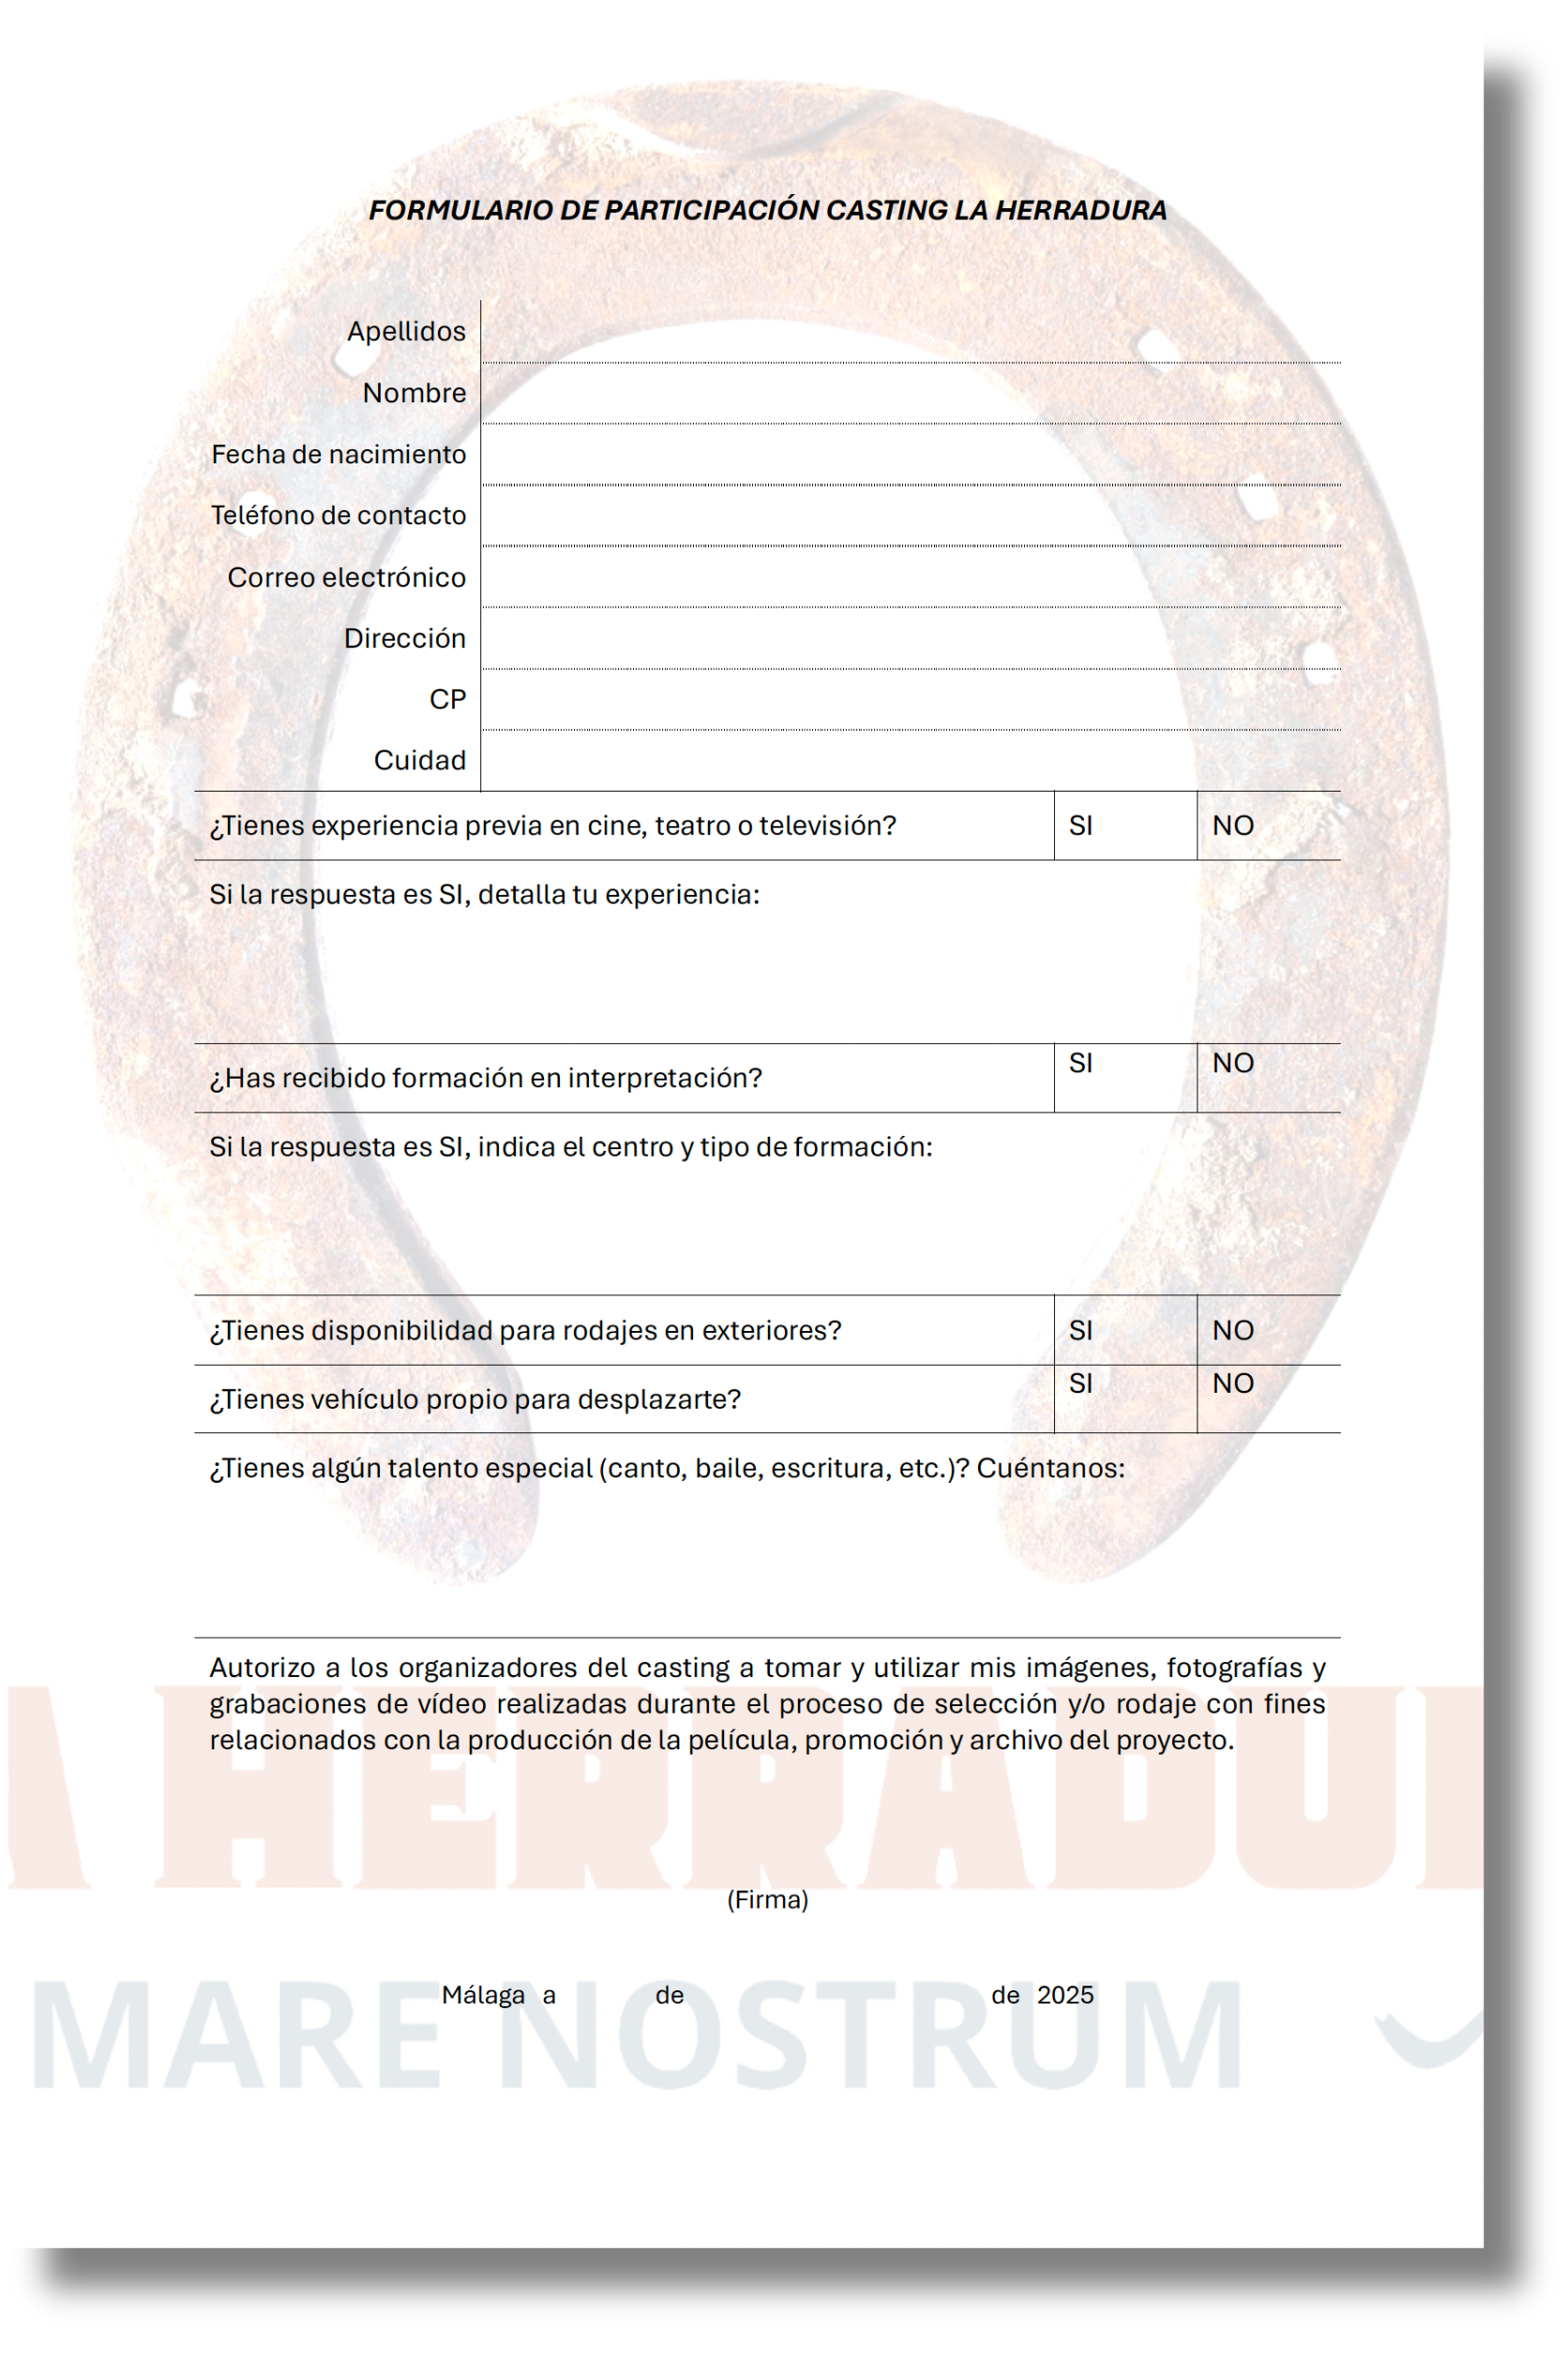 FORMULARIO DE PARTICIPACIÓN CASTING LA HERRADURA
Apellidos
Nombre
Fecha de nacimiento
Teléfono de contacto
Correo electrónico
Dirección
CP
Cuidad
¿Tienes experiencia previa en cine, teatro o televisión? SI NO
Si la respuesta es SI, detalla tu experiencia:
¿Has recibido formación en interpretación? SI NO
Si la respuesta es SI, indica el centro y tipo de formación:
¿Tienes disponibilidad para rodajes en exteriores? SI NO
¿Tienes vehículo propio para desplazarte? SI NO
¿Tienes algún talento especial (canto, baile, escritura, etc.)? Cuéntanos:
Autorizo a los organizadores del casting a tomar y utilizar mis imágenes, fotografías y
grabaciones de vídeo realizadas durante el proceso de selección y/o rodaje con fines
relacionados con la producción de la película, promoción y archivo del proyecto.
A HERRADU
(Firma)
Málaga a de de 2025
MARE NOSTRUM